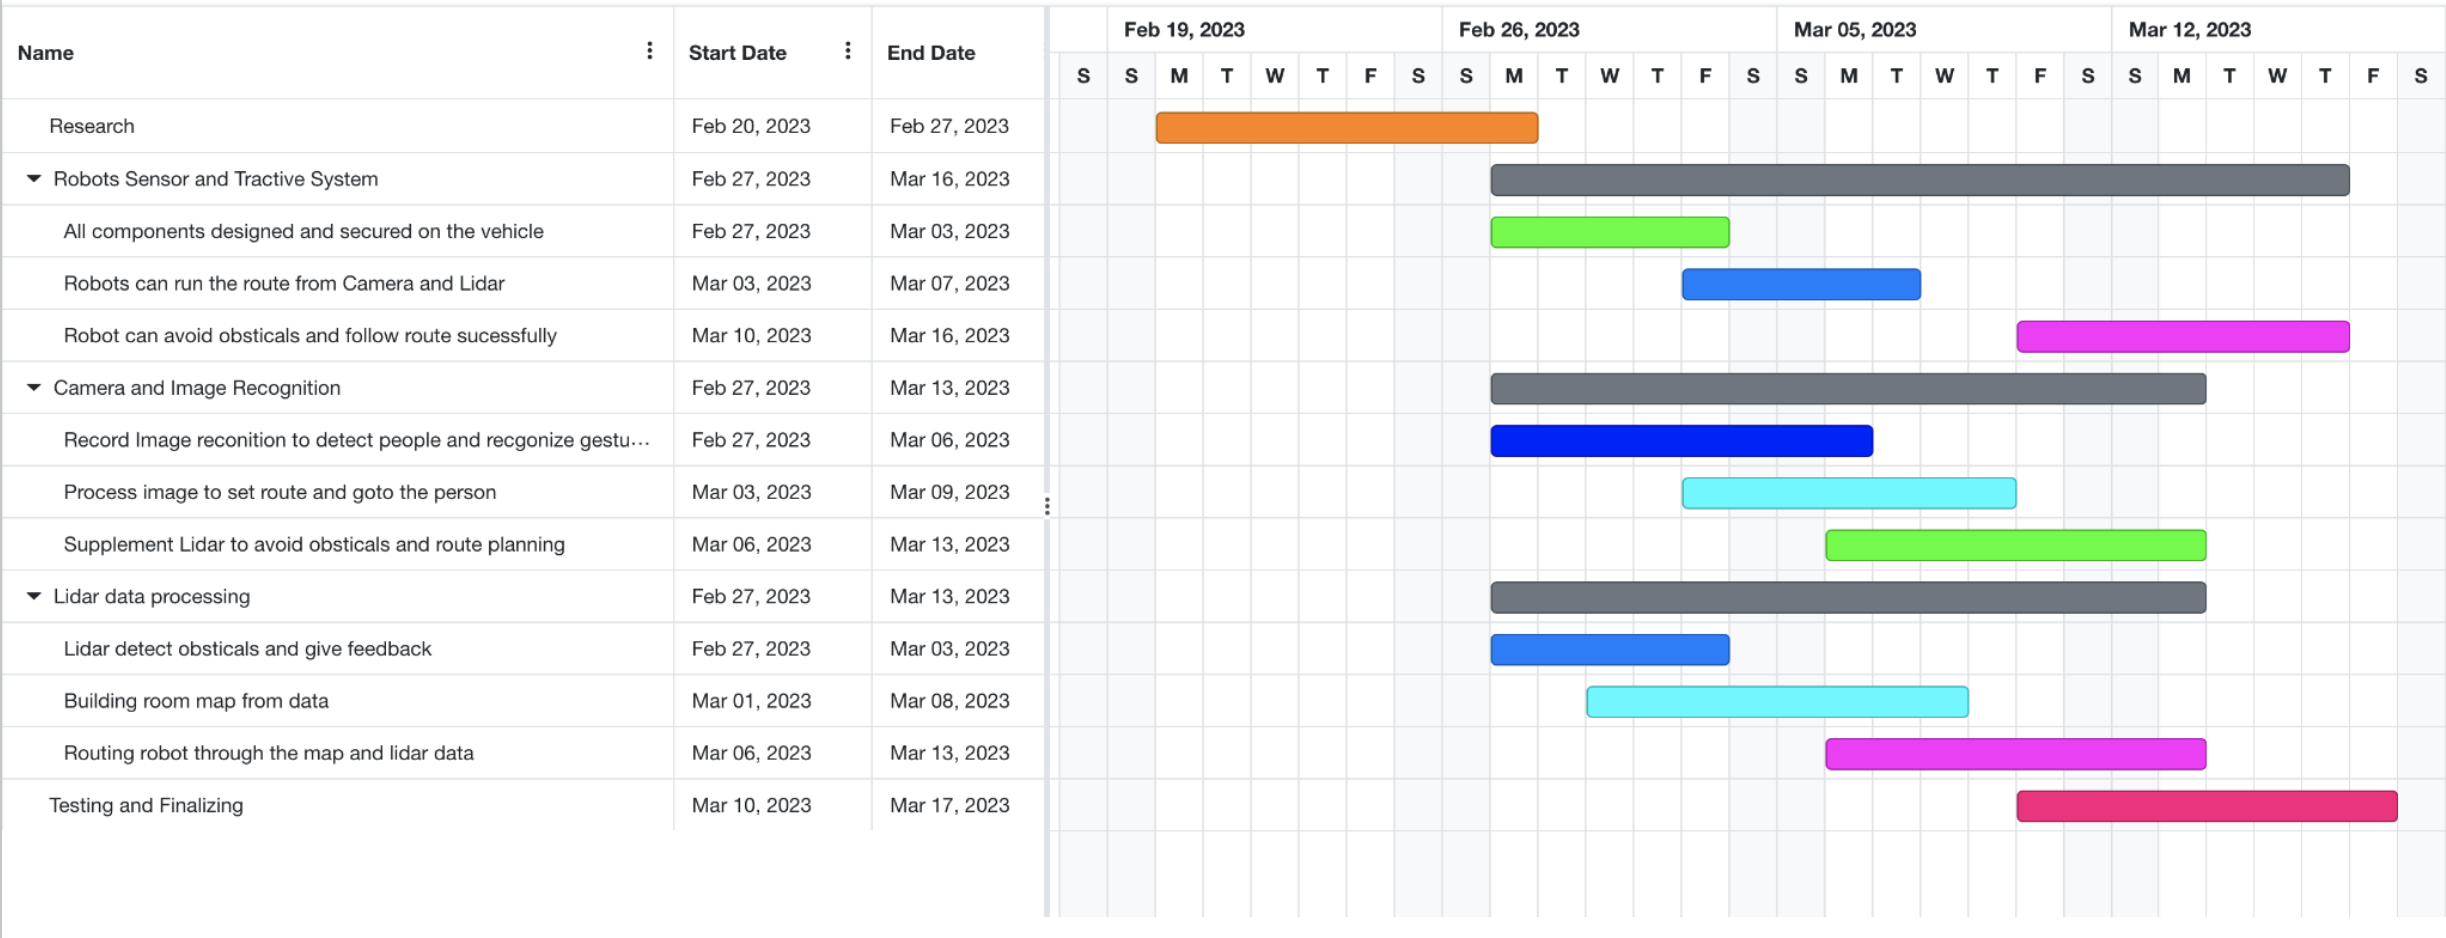 Name Start Date End Date Feb 19, 2023 Feb 26, 2023 Mar 05, 2023 Mar 12, 2023
S S M T W T F S S M T W T F S S M T W T F S S M T W T F S
Research Feb 20, 2023 Feb 27, 2023
Robots Sensor and Tractive System Feb 27, 2023 Mar 16, 2023
All components designed and secured on the vehicle Feb 27, 2023 Mar 03, 2023
Robots can run the route from Camera and Lidar Mar 03, 2023 Mar 07, 2023
Robot can avoid obsticals and follow route sucessfully Mar 10, 2023 Mar 16, 2023
Camera and Image Recognition Feb 27, 2023 Mar 13, 2023
Record Image reconition to detect people and recgonize gestu... Feb 27, 2023 Mar 06, 2023
Process image to set route and goto the person Mar 03, 2023 Mar 09, 2023
Supplement Lidar to avoid obsticals and route planning Mar 06, 2023 Mar 13, 2023
Lidar data processing Feb 27, 2023 Mar 13, 2023
Lidar detect obsticals and give feedback Feb 27, 2023 Mar 03, 2023
Building room map from data Mar 01, 2023 Mar 08, 2023
Routing robot through the map and lidar data Mar 06, 2023 Mar 13, 2023
Testing and Finalizing Mar 10, 2023 Mar 17, 2023